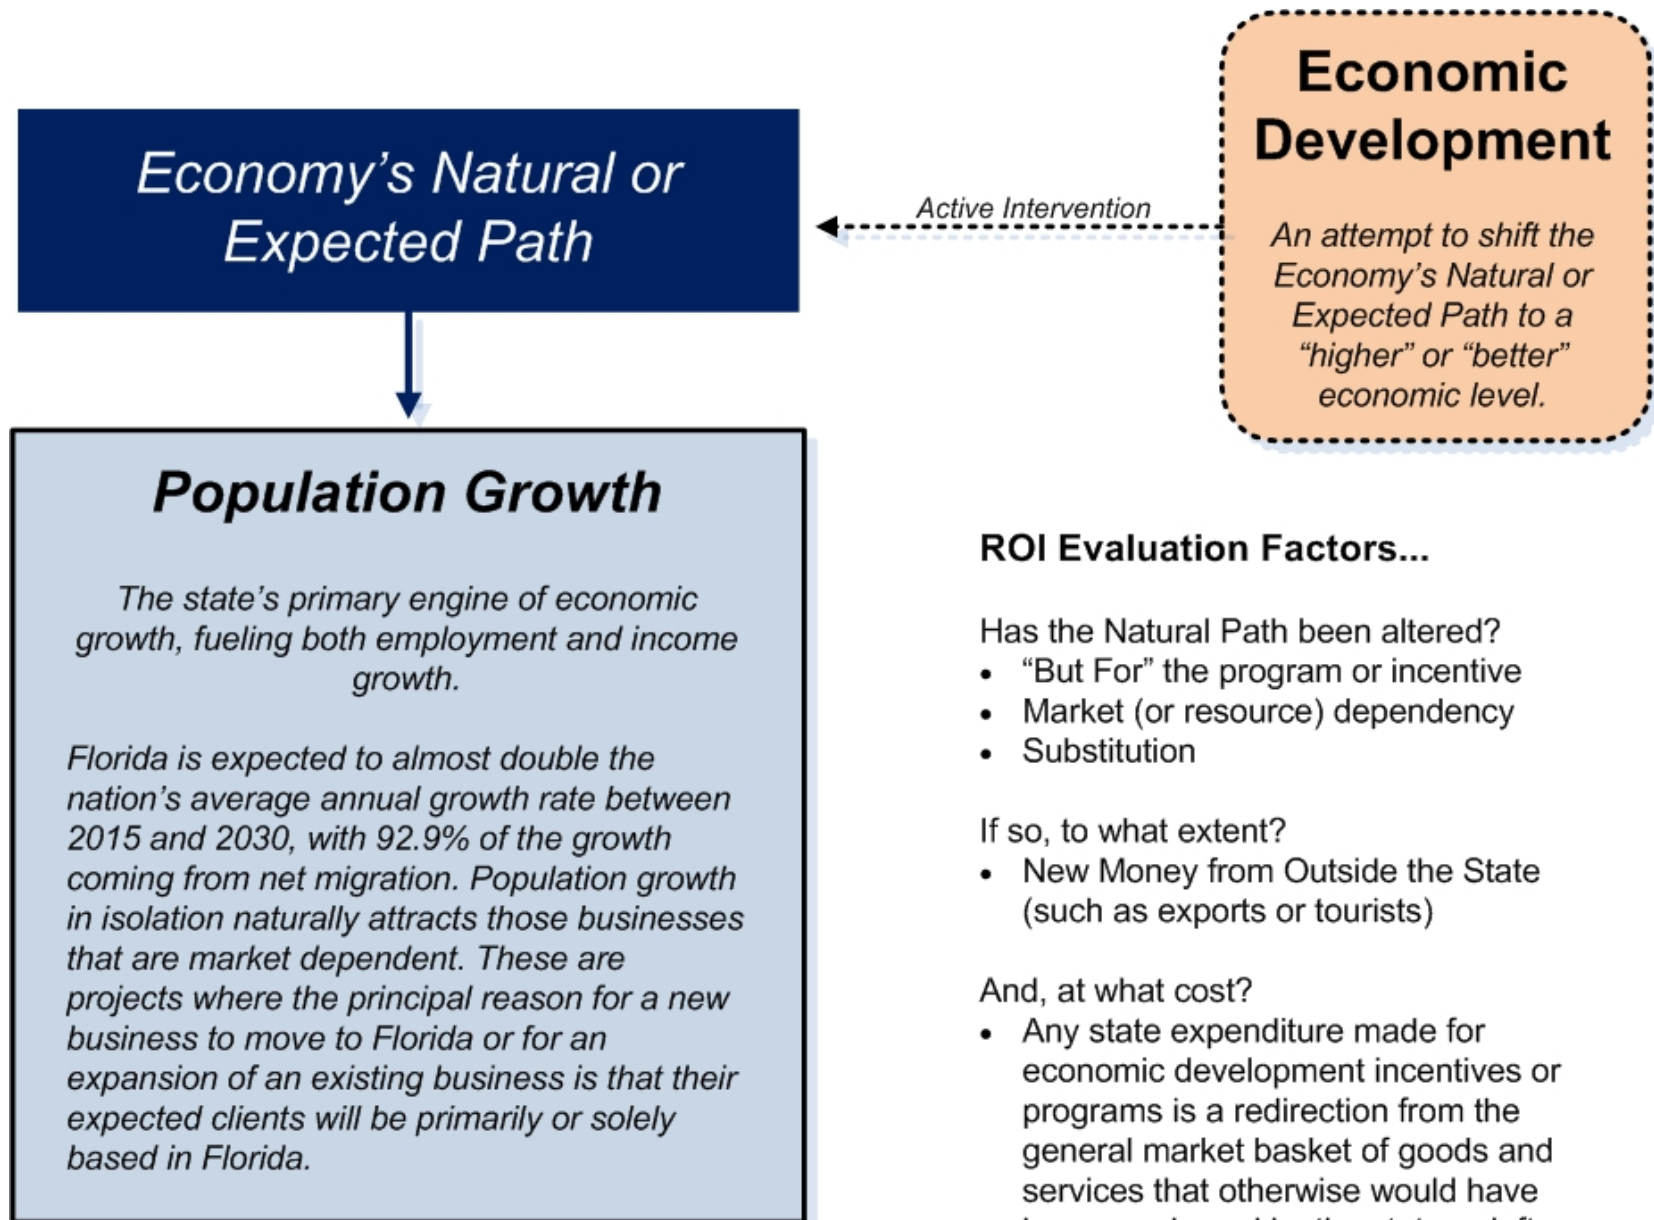 Economy’s Natural or
Expected Path
Active Intervention
Economic
Development
An attempt to shift the
Economy’s Natural or
Expected Path to a
“higher” or “better”
economic level.
Population Growth
The state’s primary engine of economic
growth, fueling both employment and income
growth.
Florida is expected to almost double the
nation’s average annual growth rate between
2015 and 2030, with 92.9% of the growth
coming from net migration. Population growth
in isolation naturally attracts those businesses
that are market dependent. These are
projects where the principal reason for a new
business to move to Florida or for an
expansion of an existing business is that their
expected clients will be primarily or solely
based in Florida.
ROI Evaluation Factors...
Has the Natural Path been altered?
• “But For” the program or incentive
• Market (or resource) dependency
• Substitution
If so, to what extent?
• New Money from Outside the State
(such as exports or tourists)
And, at what cost?
• Any state expenditure made for
economic development incentives or
programs is a redirection from the
general market basket of goods and
services that otherwise would have